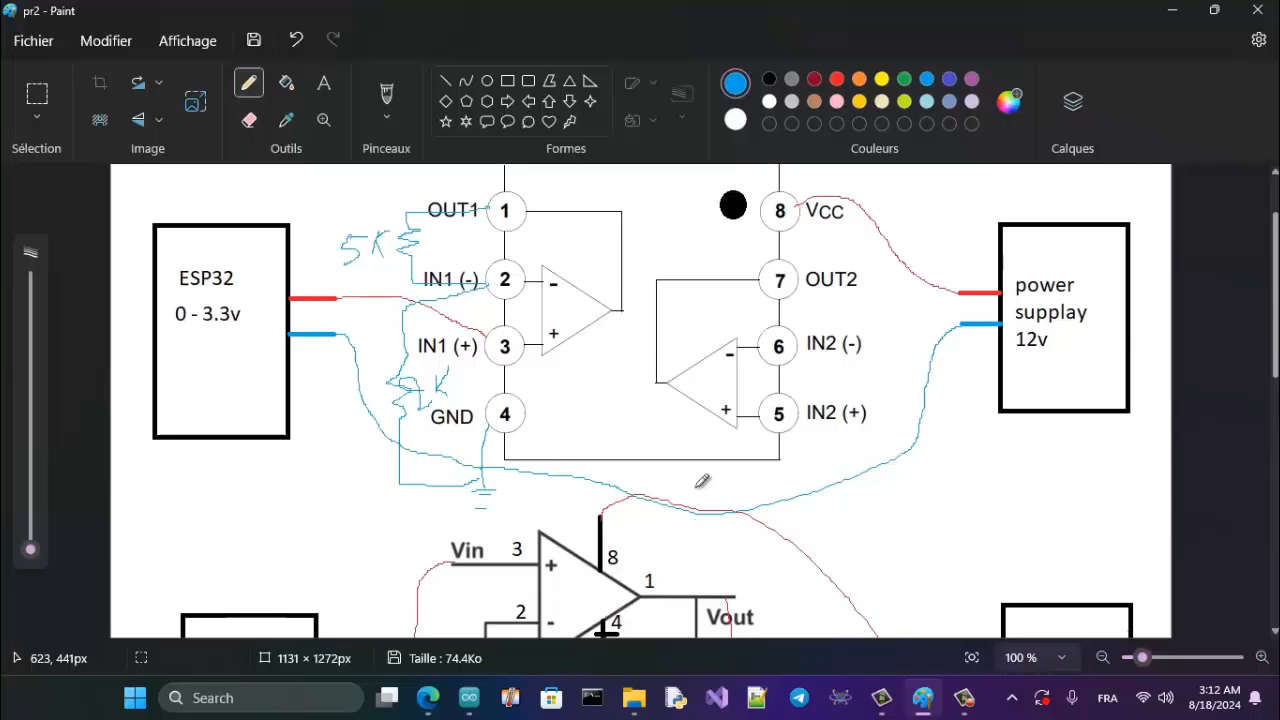 pr2 - Paint
Fichier Modifier Affichage
A
Sélection Image Outils Pinceaux Formes Couleurs Calques
OUT1 1 8 VCC
5K
ESP32
0 - 3.3v
IN1 (-) 2 - 7 OUT2
power
supplay
12v
IN1 (+) 3 + - 6 IN2 (-)
GND 4 + 5 IN2 (+)
Vin 3 + 8
1
2 - 4 Vout
623, 441px 1131 × 1272px Taille : 74.4Ko 100 %
Search FRA 3:12 AM
8/18/2024